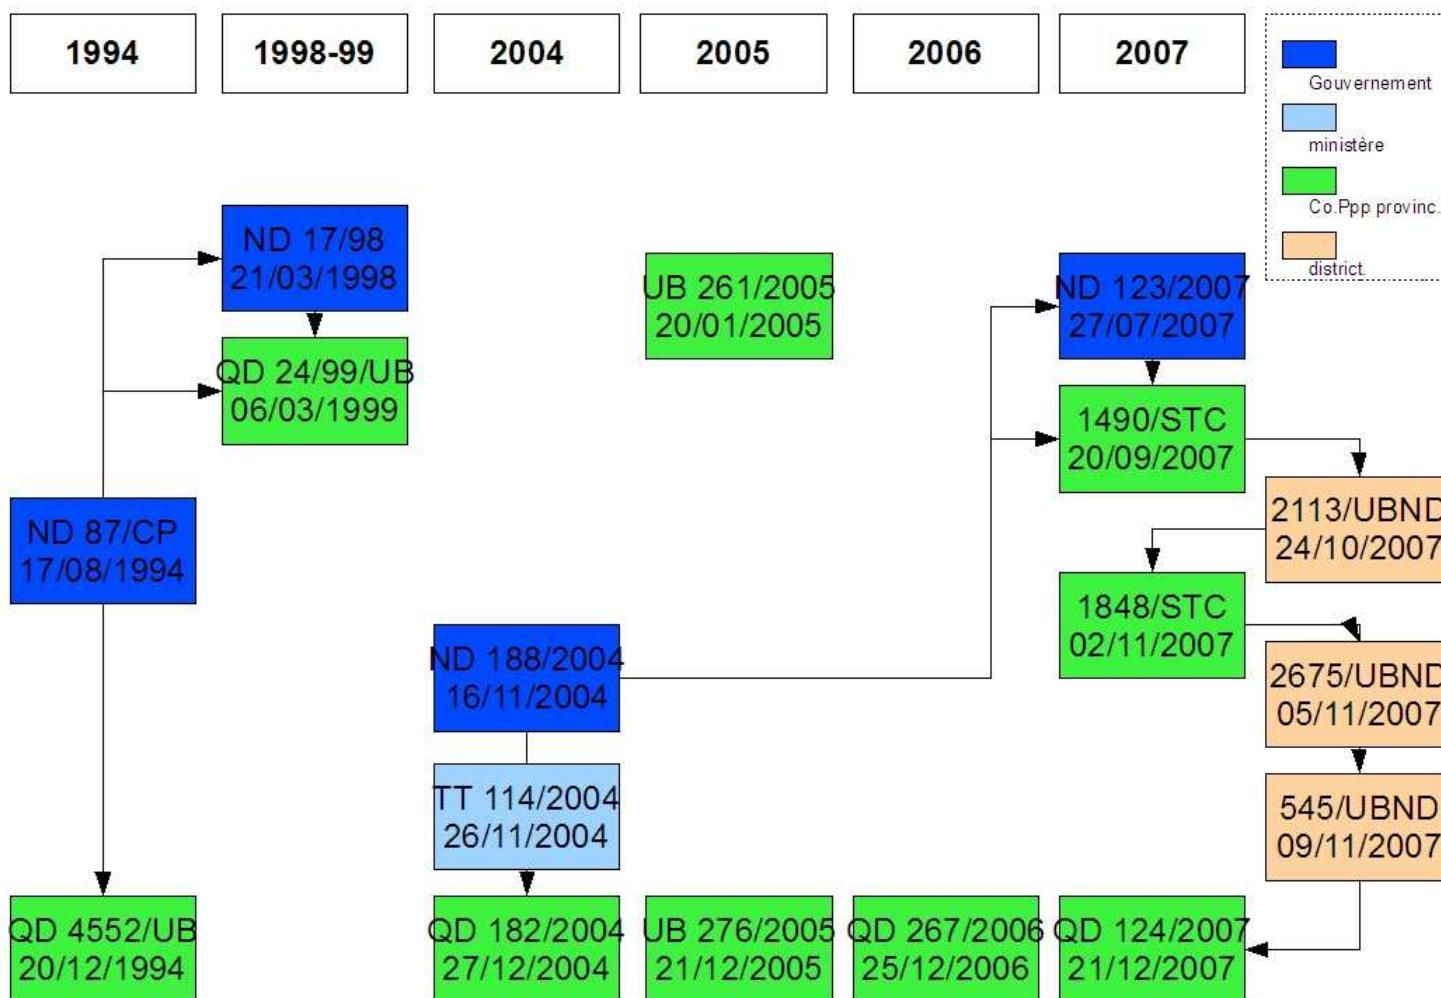 1994
1998-99
2004
2005
2006
2007
Gouvernement
ministère
Co.Ppp provinc.
district.
ND 17/98
21/03/1998
QD 24/99/UB
06/03/1999
UB 261/2005
20/01/2005
ND 123/2007
27/07/2007
1490/STC
20/09/2007
2113/UBND
24/10/2007
ND 87/CP
17/08/1994
1848/STC
02/11/2007
ND 188/2004
16/11/2004
2675/UBND
05/11/2007
TT 114/2004
26/11/2004
545/UBND
09/11/2007
QD 4552/UB
20/12/1994
QD 182/2004
27/12/2004
UB 276/2005
21/12/2005
QD 267/2006
25/12/2006
QD 124/2007
21/12/2007